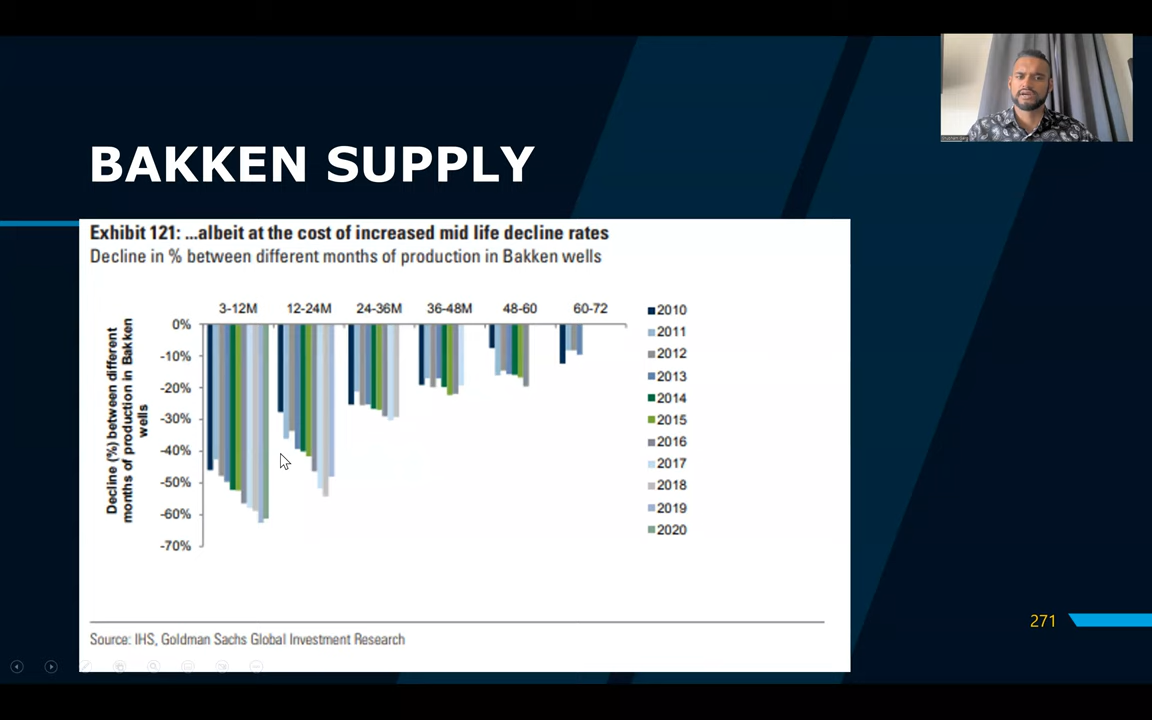 BAKKEN SUPPLY
Exhibit 121: ...albeit at the cost of increased mid life decline rates
Decline in % between different months of production in Bakken wells
3-12M 12-24M 24-36M 36-48M 48-60 60-72
Decline (%) between different
months of production in Bakken
wells
0%
-10%
-20%
-30%
-40%
-50%
-60%
-70%
2010
2011
2012
2013
2014
2015
2016
2017
2018
2019
2020
271
Source: IHS, Goldman Sachs Global Investment Research